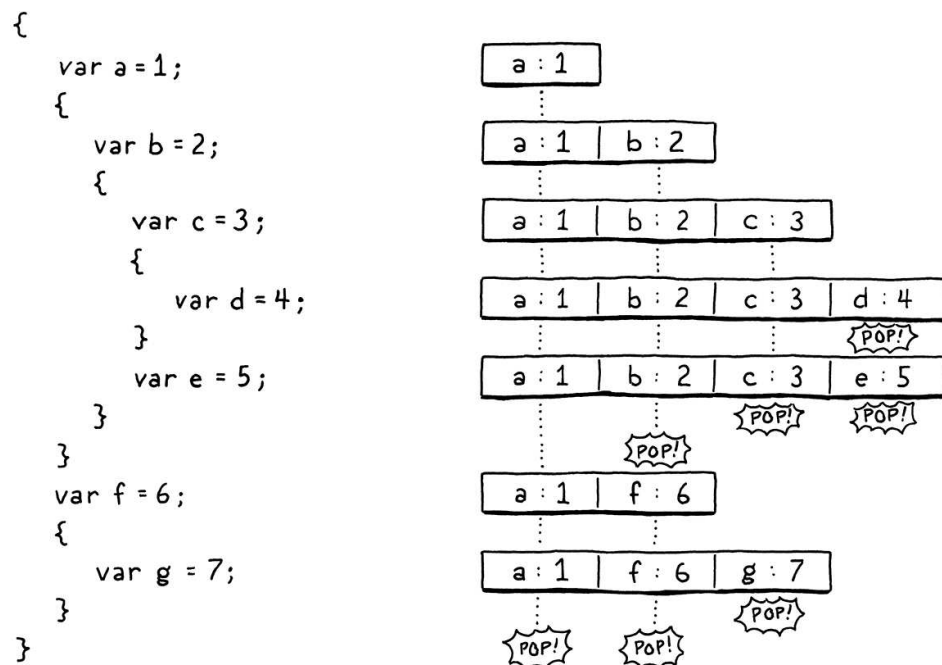 {
var a = 1; a : 1
{
var b = 2; a : 1 | b : 2
{
var c = 3; a : 1 | b : 2 | c : 3
{
var d = 4; a : 1 | b : 2 | c : 3 | d : 4
} POP!
var e = 5; a : 1 | b : 2 | c : 3 | e : 5
} POP! POP!
} POP!
var f = 6; a : 1 | f : 6
{
var g = 7; a : 1 | f : 6 | g : 7
} POP!
} POP! POP!